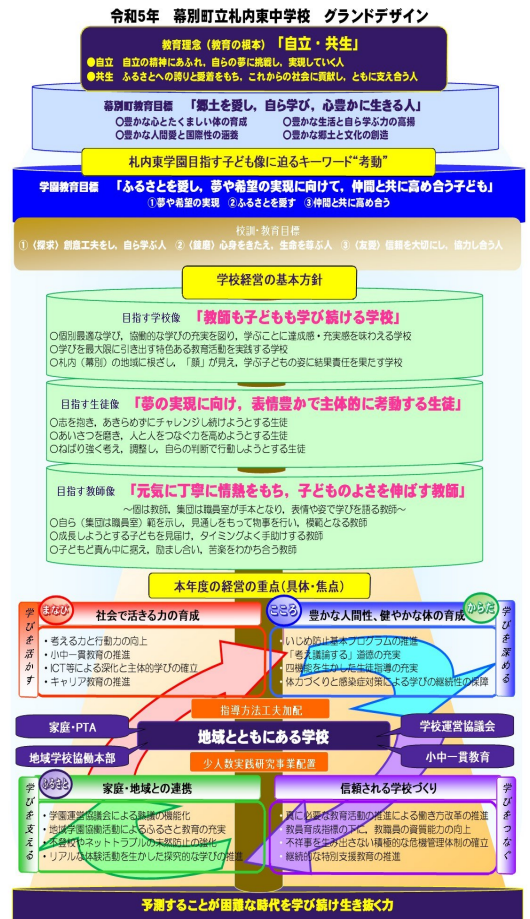 令和5年 幕別町立札内東中学校 グランドデザイン
教育理念（教育の根本）「自立・共生」
●自立 自立の精神にあふれ，自らの夢に挑戦し，実現していく人
●共生 ふるさとへの誇りと愛着をもち，これからの社会に貢献し，ともに支え合う人
幕別町教育目標 「郷土を愛し，自ら学び，心豊かに生きる人」
○豊かな心とたくましい体の育成 ○豊かな生活と自ら学ぶ力の高揚
○豊かな人間愛と国際性の涵養 ○豊かな郷土と文化の創造
札内東学園目指す子ども像に迫るキーワード“考動”
学園教育目標 「ふるさとを愛し，夢や希望の実現に向けて，仲間と共に高め合う子ども」
①夢や希望の実現 ②ふるさとを愛す ③仲間と共に高め合う
校訓・教育目標
①〈探求〉創意工夫をし，自ら学ぶ人 ②〈錬磨〉心身をきたえ，生命を尊ぶ人 ③〈友愛〉信頼を大切にし，協力し合う人
学校経営の基本方針
目指す学校像 「教師も子どもも学び続ける学校」
○個別最適な学び，協働的な学びの充実を図り，学ぶことに達成感・充実感を味わえる学校
○学びを最大限に引き出す特色ある教育活動を実践する学校
○札内（幕別）の地域に根ざし，「顔」が見え，学ぶ子どもの姿に結果責任を果たす学校
目指す生徒像 「夢の実現に向け，表情豊かで主体的に考動する生徒」
○志を抱き，あきらめずにチャレンジし続けようとする生徒
○あいさつを磨き，人と人をつなぐ力を高めようとする生徒
○ねばり強く考え，調整し，自らの判断で行動しようとする生徒
目指す教師像 「元気に丁寧に情熱をもち，子どものよさを伸ばす教師」
～個は教師，集団は職員室が手本となり，表情や姿で学びを語る教師～
○自ら（集団は職員室）範を示し，見通しをもって物事を行い，模範となる教師
○成長しようとする子どもを見届け，タイミングよく手助けする教師
○子どもど真ん中に据え，励まし合い，苦楽をわかち合う教師
本年度の経営の重点（具体・焦点）
学びを活かす
まなび
社会で活きる力の育成
・考える力と行動力の向上
・小中一貫教育の推進
・ICT等による深化と主体的学びの確立
・キャリア教育の推進
こころ
豊かな人間性、健やかな体の育成
からだ
学びを深める
・いじめ防止基本プログラムの推進
・「考え議論する」道徳の充実
・四機能を生かした生徒指導の充実
・体力づくりと感染症対策による学びの継続性の保障
指導方法工夫加配
家庭・PTA
学校運営協議会
地域とともにある学校
地域学校協働本部
小中一貫教育
少人数実践研究事業配置
学びを支える
ふるさと
家庭・地域との連携
・学園運営協議会による熟議の機能化
・地域学園協働活動によるふるさと教育の充実
・不登校やネットトラブルの未然防止の強化
・リアルな体験活動を生かした探究的な学びの推進
信頼される学校づくり
学びをつなぐ
・真に必要な教育活動の推進による働き方改革の推進
・教員育成指標の下に，教職員の資質能力の向上
・不祥事を生み出さない積極的な危機管理体制の確立
・継続的な特別支援教育の推進
予測することが困難な時代を学び続け生き抜く力